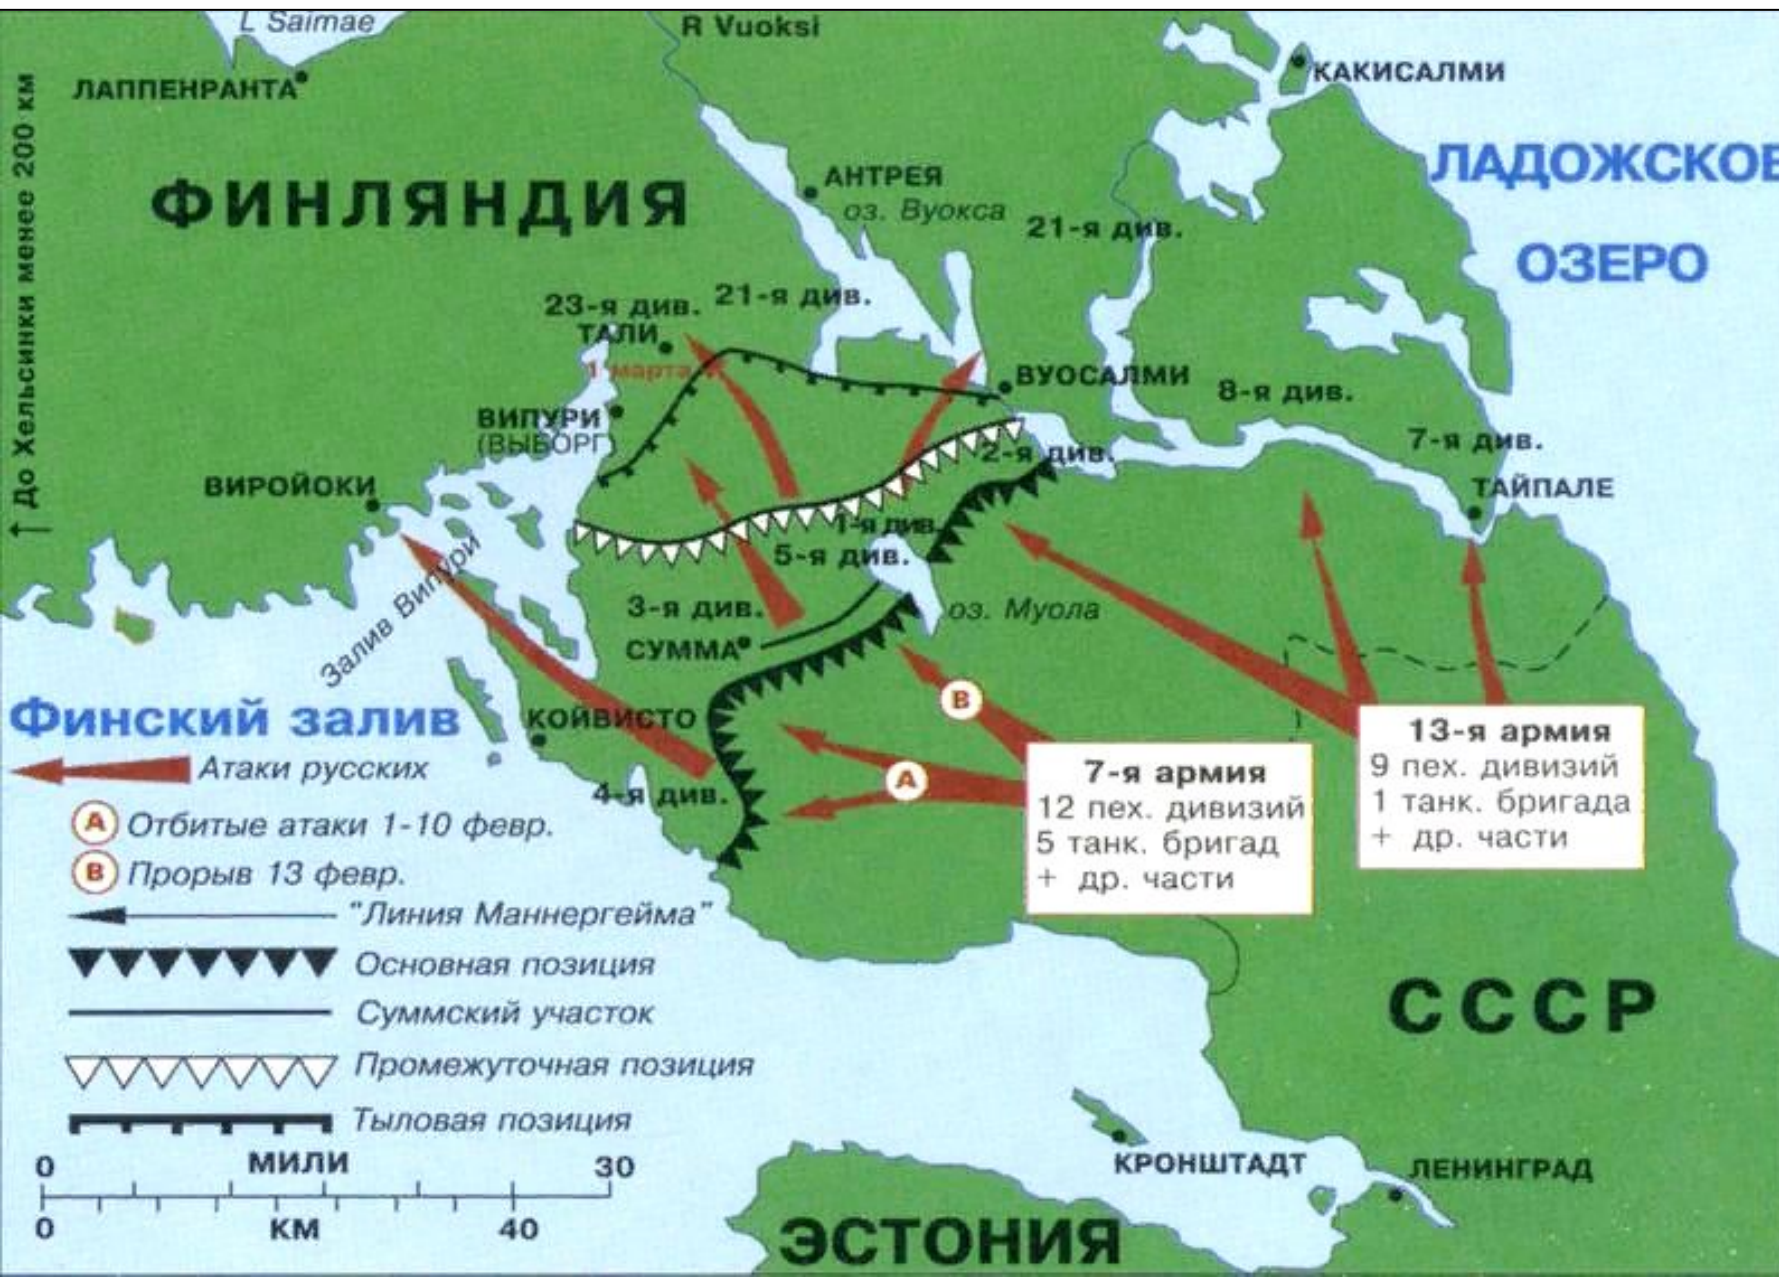 L Saimae
R Vuoksi
ЛАППЕНРАНТА
КАКИСАЛМИ
До Хельсинки менее 200 км
ЛАДОЖСКОЕ
ОЗЕРО
ФИНЛЯНДИЯ
АНТРЕЯ
оз. Вуокса
21-я див.
23-я див.
21-я див.
ТАЛИ
1 марта
ВУОСАЛМИ
8-я див.
ВИПУРИ
(ВЫБОРГ)
2-я див.
7-я див.
ВИРОЙОКИ
ТАЙПАЛЕ
1-я див.
5-я див.
Залив Випури
3-я див.
оз. Муола
СУММА
В
Финский залив
КОЙВИСТО
13-я армия
9 пех. дивизий
1 танк. бригада
+ др. части
А
7-я армия
12 пех. дивизий
5 танк. бригад
+ др. части
4-я див.
Атаки русских
А Отбитые атаки 1-10 февр.
В Прорыв 13 февр.
"Линия Маннергейма"
Основная позиция
Суммский участок
Промежуточная позиция
Тыловая позиция
СССР
0 МИЛИ 30
0 КМ 40
КРОНШТАДТ
ЛЕНИНГРАД
ЭСТОНИЯ